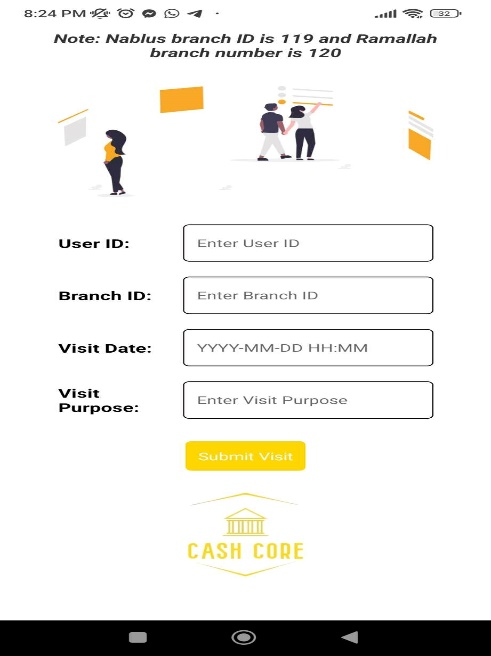 8:24 PM
32
Note: Nablus branch ID is 119 and Ramallah
branch number is 120
User ID:
Enter User ID
Branch ID:
Enter Branch ID
Visit Date:
YYYY-MM-DD HH:MM
Visit
Purpose:
Enter Visit Purpose
Submit Visit
CASH CORE